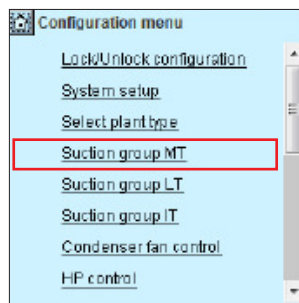 Configuration menu
Lock/Unlock configuration
System setup
Select plant type
Suction group MT
Suction group LT
Suction group IT
Condenser fan control
HP control